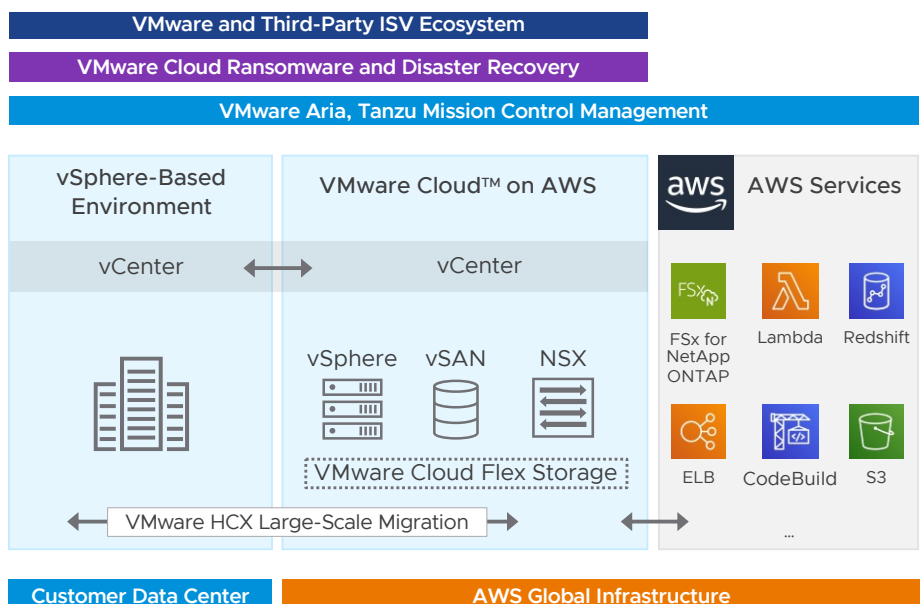 VMware and Third-Party ISV Ecosystem
VMware Cloud Ransomware and Disaster Recovery
VMware Aria, Tanzu Mission Control Management
vSphere-Based
Environment
VMware Cloud™ on AWS
aws
AWS Services
vCenter
vCenter
FSx
N
FSx for
NetApp
ONTAP
Lambda
Redshift
vSphere
vSAN
NSX
ELB
CodeBuild
S3
VMware Cloud Flex Storage
VMware HCX Large-Scale Migration
...
Customer Data Center
AWS Global Infrastructure